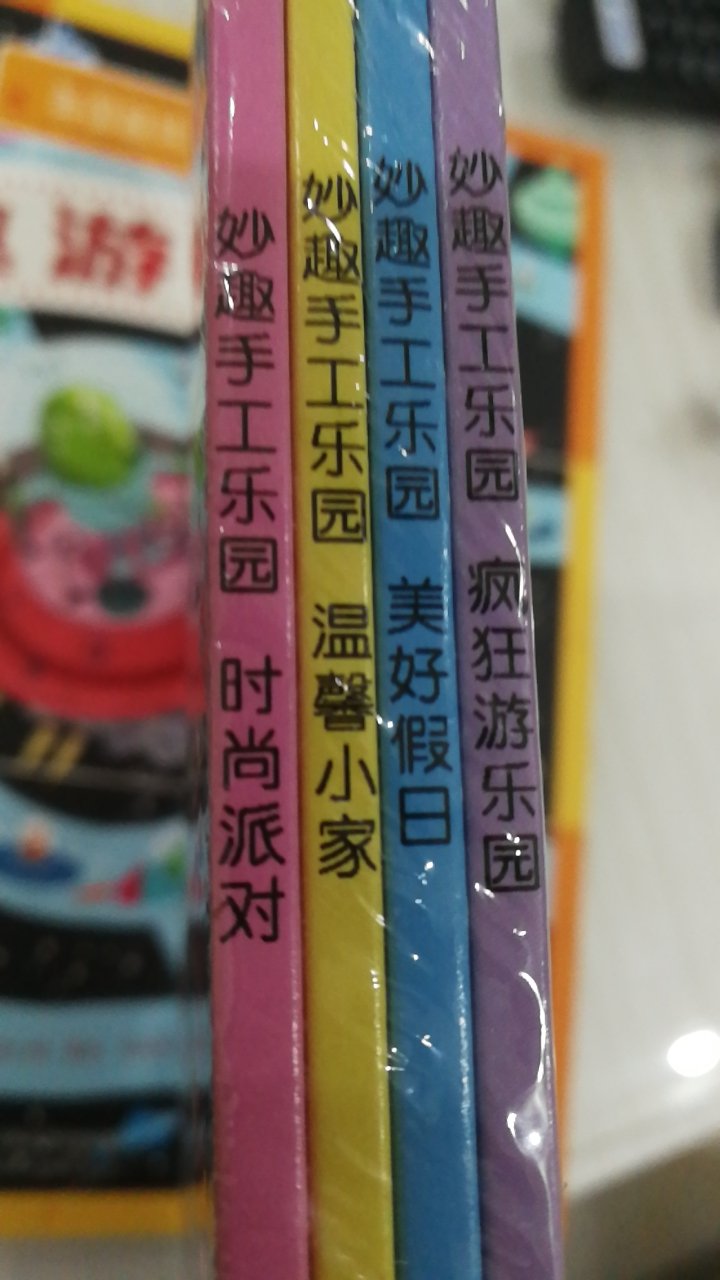 妙趣手工乐园 时尚派对
妙趣手工乐园 温馨小家
妙趣手工乐园 美好假日
妙趣手工乐园 疯狂游乐园
游